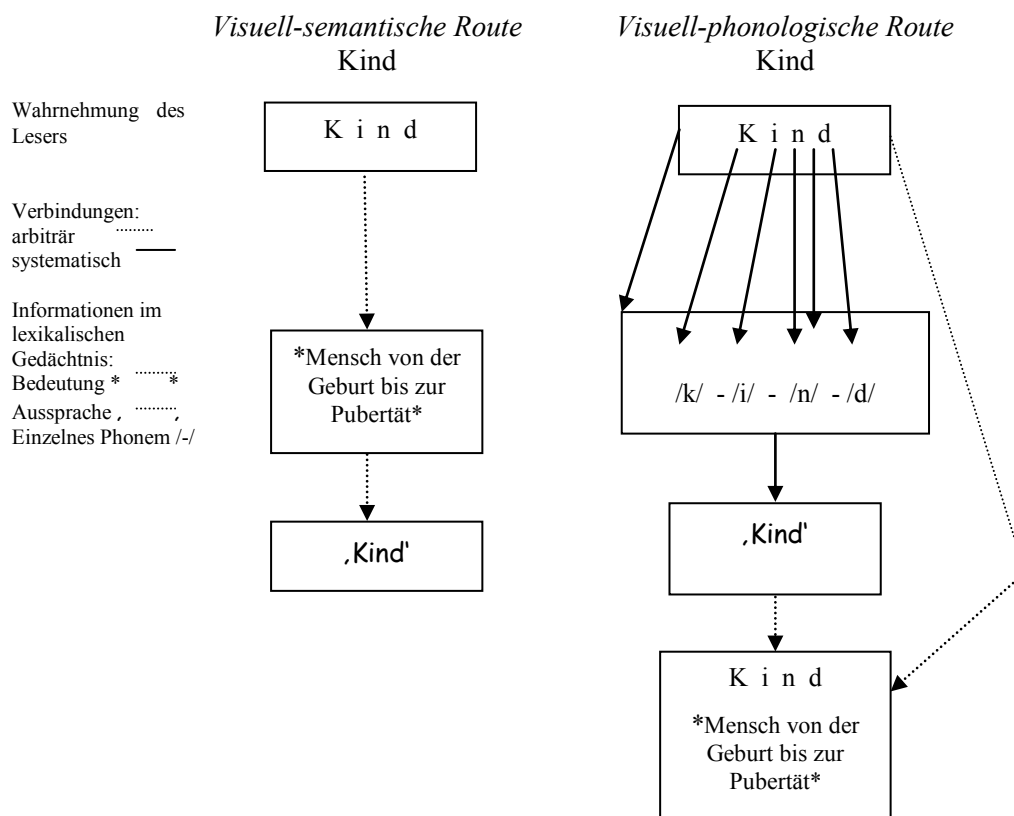 Visuell-semantische Route
Kind
Visuell-phonologische Route
Kind
Wahrnehmung des
Lesers
Verbindungen:
arbiträr ..........
systematisch ____
Informationen im
lexikalischen
Gedächtnis:
Bedeutung * .......... *
Aussprache ‚ .......... ‚
Einzelnes Phonem /-/
K i n d
*Mensch von der
Geburt bis zur
Pubertät*
‚Kind‘
K i n d
/k/ - /i/ - /n/ - /d/
‚Kind‘
K i n d
*Mensch von der
Geburt bis zur
Pubertät*